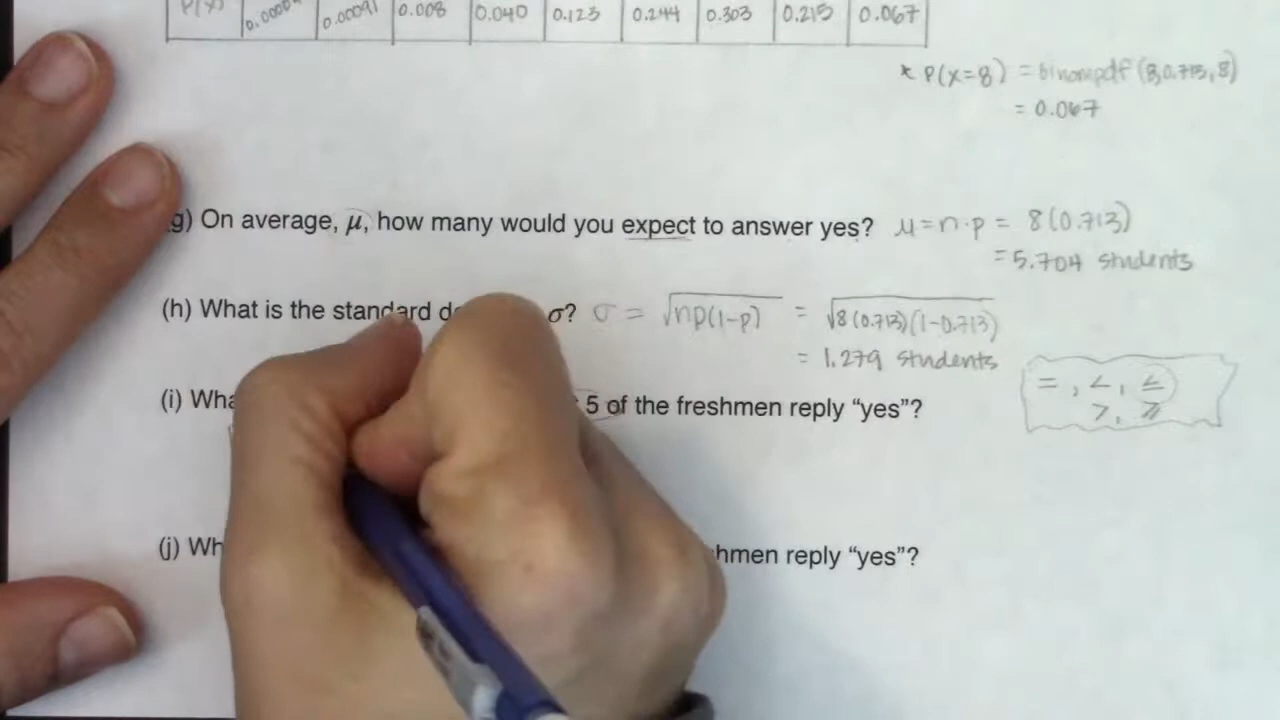 P(x) 0.0000 0.00091 0.008 0.040 0.123 0.244 0.303 0.215 0.067
* P(x=8) = binompdf (8,0.713,8)
= 0.067
g) On average, μ, how many would you expect to answer yes? μ = n·p = 8(0.713)
= 5.704 students
(h) What is the standard σ? σ = √np(1-p) = √8(0.713)(1-0.713)
= 1.279 students
=, <, ≤
>, ≥
(i) 5 of the freshmen reply “yes”?
(j) reply “yes”?